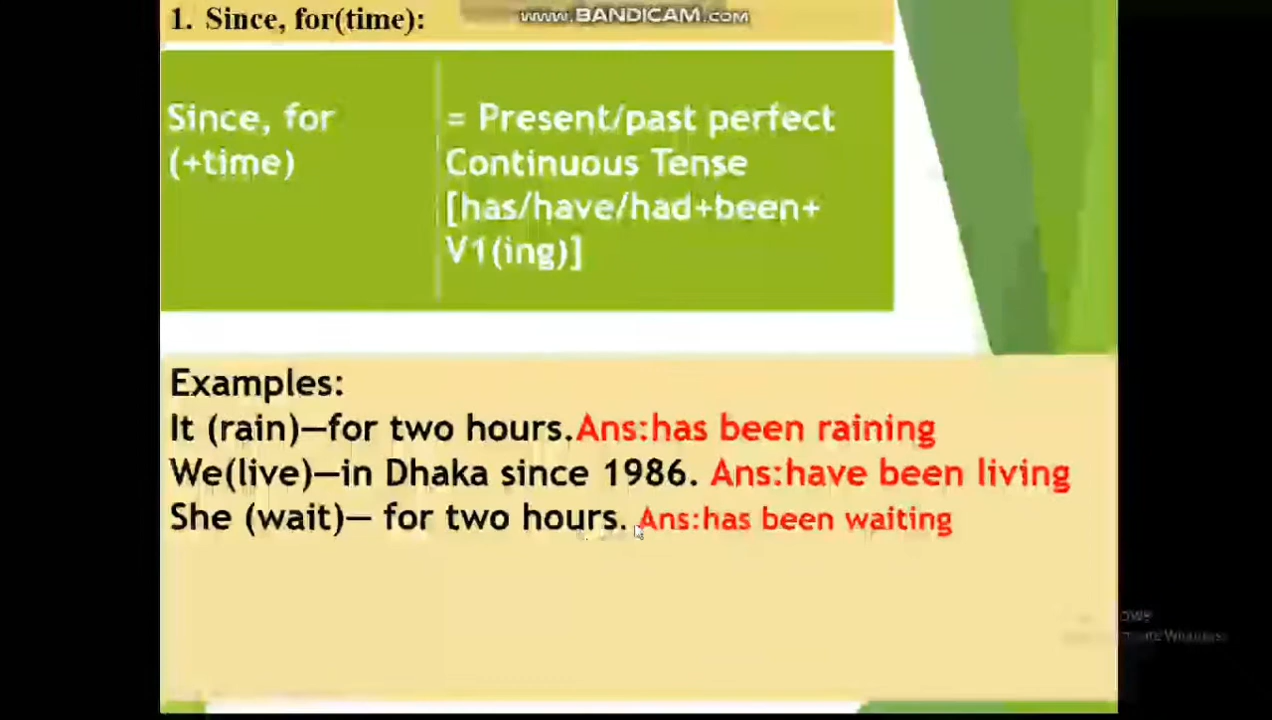 www.BANDICAM.com
1. Since, for(time):
Since, for
(+time)
= Present/past perfect
Continuous Tense
[has/have/had+been+
V1(ing)]
Examples:
It (rain)—for two hours.Ans:has been raining
We(live)—in Dhaka since 1986. Ans:have been living
She (wait)— for two hours. Ans:has been waiting